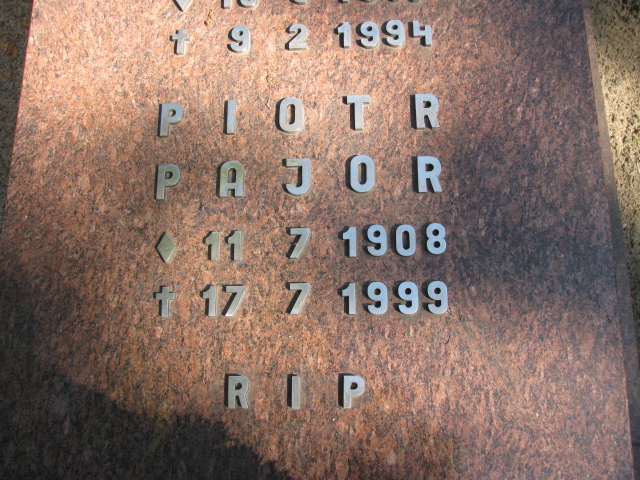 † 9 2 1994
PIOTR
PAJOR
♦ 11 7 1908
† 17 7 1999
RIP